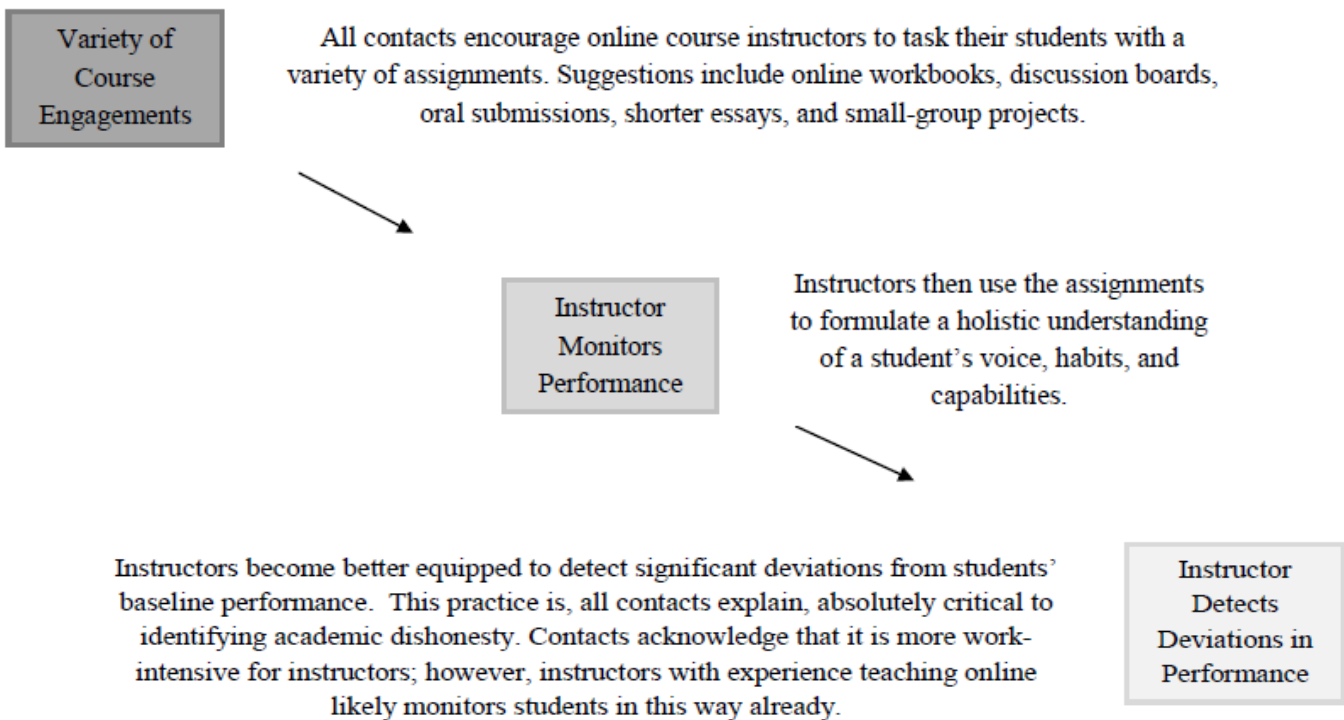 Variety of
Course
Engagements
All contacts encourage online course instructors to task their students with a
variety of assignments. Suggestions include online workbooks, discussion boards,
oral submissions, shorter essays, and small-group projects.
Instructor
Monitors
Performance
Instructors then use the assignments
to formulate a holistic understanding
of a student’s voice, habits, and
capabilities.
Instructors become better equipped to detect significant deviations from students’
baseline performance.  This practice is, all contacts explain, absolutely critical to
identifying academic dishonesty. Contacts acknowledge that it is more work-
intensive for instructors; however, instructors with experience teaching online
likely monitors students in this way already.
Instructor
Detects
Deviations in
Performance